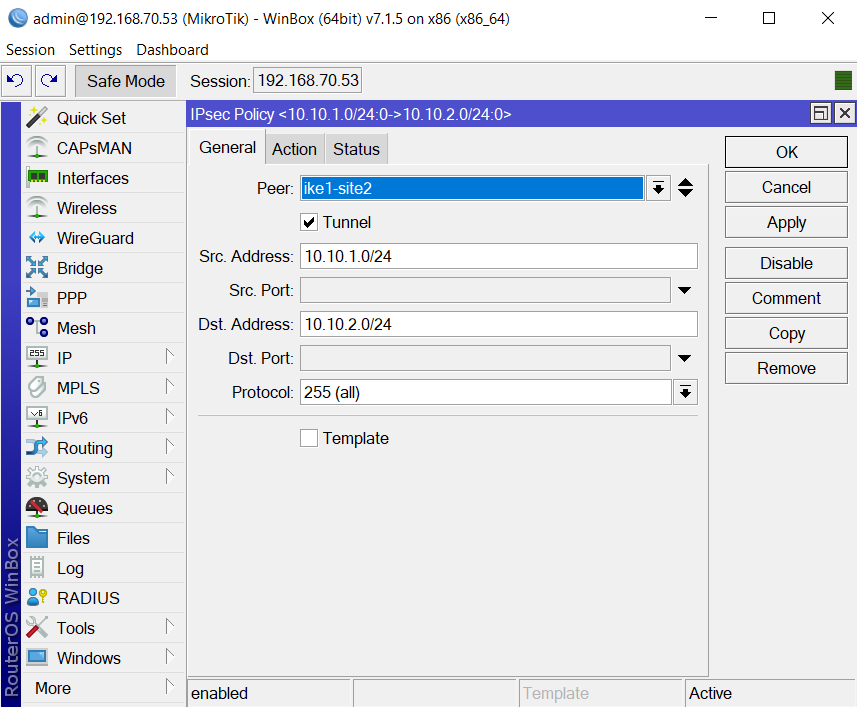 admin@192.168.70.53 (MikroTik) - WinBox (64bit) v7.1.5 on x86 (x86_64)
Session Settings Dashboard
Safe Mode Session: 192.168.70.53
Quick Set
CAPsMAN
Interfaces
Wireless
WireGuard
Bridge
PPP
Mesh
255
IP
MPLS
v6
IPv6
Routing
System
Queues
Files
Log
RADIUS
Tools
Windows
More
RouterOS WinBox
IPsec Policy <10.10.1.0/24:0->10.10.2.0/24:0>
General Action Status
Peer: ike1-site2
Tunnel
Src. Address: 10.10.1.0/24
Src. Port:
Dst. Address: 10.10.2.0/24
Dst. Port:
Protocol: 255 (all)
Template
OK
Cancel
Apply
Disable
Comment
Copy
Remove
enabled Template Active